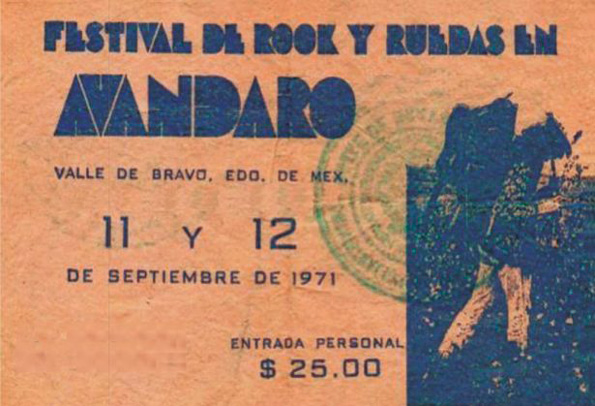 FESTIVAL DE ROCK Y RUEDAS EN
AVANDARO
VALLE DE BRAVO, EDO. DE MEX.
11 Y 12
DE SEPTIEMBRE DE 1971
ENTRADA PERSONAL
$ 25.00